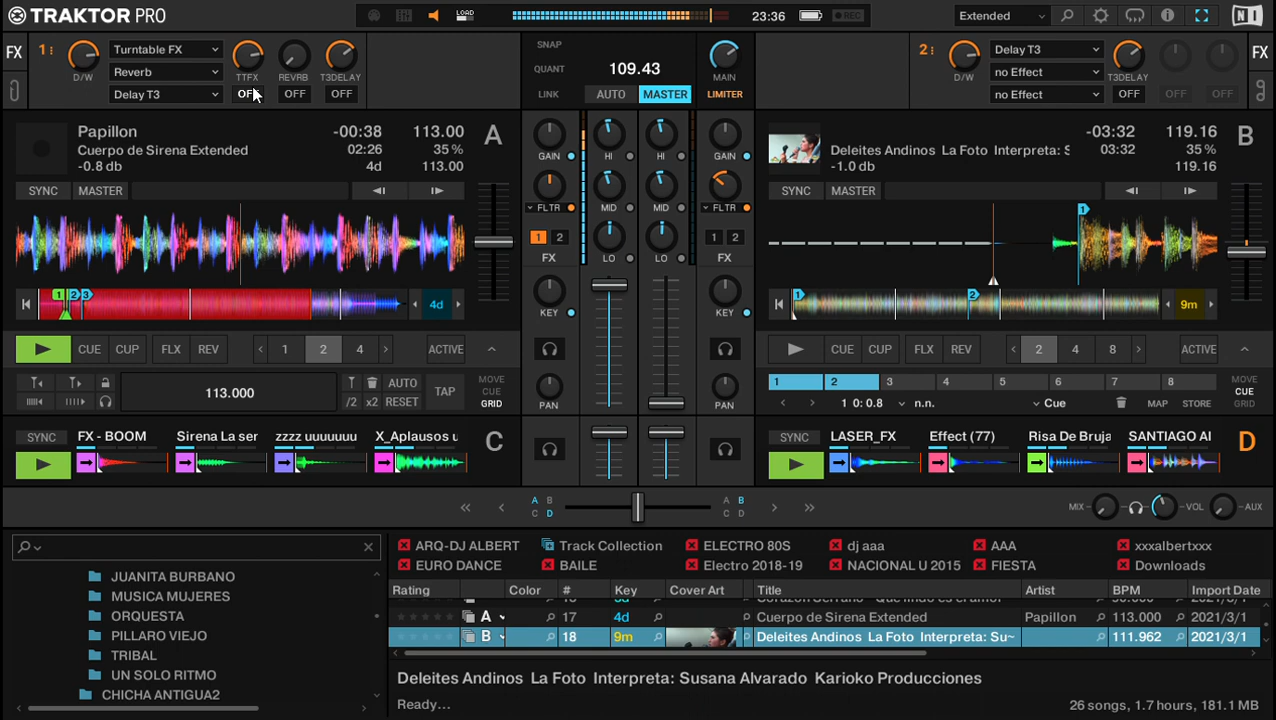 TRAKTOR PRO
LOAD
23:36
REC
Extended
NI
FX
1
D/W
Turntable FX
Reverb
Delay T3
TTFX REVRB T3DELAY
OFF OFF OFF
SNAP
QUANT
LINK
109.43
AUTO MASTER
MAIN
LIMITER
2
D/W
Delay T3
no Effect
no Effect
T3DELAY
OFF OFF OFF
FX
Papillon
Cuerpo de Sirena Extended
-0.8 db
-00:38
02:26
4d
113.00
35%
113.00
A
SYNC MASTER
1 2 3
4d
CUE CUP FLX REV 1 2 4 ACTIVE
113.000
/2 x2
AUTO
RESET
TAP
MOVE
CUE
GRID
GAIN HI HI GAIN
FLTR MID MID FLTR
1 2 LO LO 1 2
FX FX
KEY KEY
PAN PAN
Deleites Andinos La Foto Interpreta: S
-1.0 db
-03:32
03:32
119.16
35%
119.16
B
SYNC MASTER
1
1 2
9m
CUE CUP FLX REV 2 4 8 ACTIVE
1 2 3 4 5 6 7 8
1 0: 0.8 n.n. Cue MAP STORE
MOVE
CUE
GRID
SYNC
FX - BOOM
Sirena La ser
zzzz uuuuuuu
X_Aplausos u
C
SYNC
LASER_FX
Effect (77)
Risa De Bruja
SANTIAGO AI
D
A B
C D
A B
C D
MIX VOL AUX
JUANITA BURBANO
MUSICA MUJERES
ORQUESTA
PILLARO VIEJO
TRIBAL
UN SOLO RITMO
CHICHA ANTIGUA2
ARQ-DJ ALBERT Track Collection ELECTRO 80S dj aaa AAA xxxalbertxxx
EURO DANCE BAILE Electro 2018-19 NACIONAL U 2015 FIESTA Downloads
Rating Color # Key Cover Art Title Artist BPM Import Date
A 17 4d Cuerpo de Sirena Extended Papillon 113.000 2021/3/1
B 18 9m Deleites Andinos La Foto Interpreta: Su~ 111.962 2021/3/1
Deleites Andinos La Foto Interpreta: Susana Alvarado Karioko Producciones
Ready...
26 songs, 1.7 hours, 181.1 MB